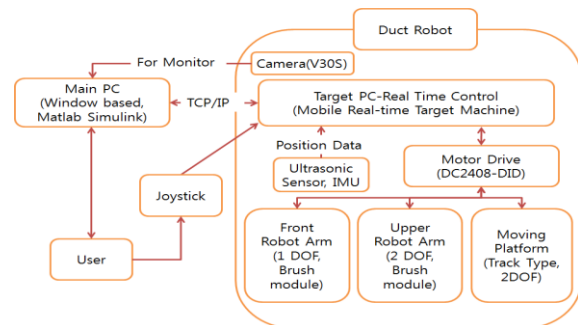 Duct Robot
For Monitor
Camera(V30S)
Main PC
(Window based,
Matlab Simulink)
TCP/IP
Target PC-Real Time Control
(Mobile Real-time Target Machine)
Position Data
Ultrasonic
Sensor, IMU
Motor Drive
(DC2408-DID)
Joystick
User
Front
Robot Arm
(1 DOF,
Brush
module)
Upper
Robot Arm
(2 DOF,
Brush
module)
Moving
Platform
(Track Type,
2DOF)